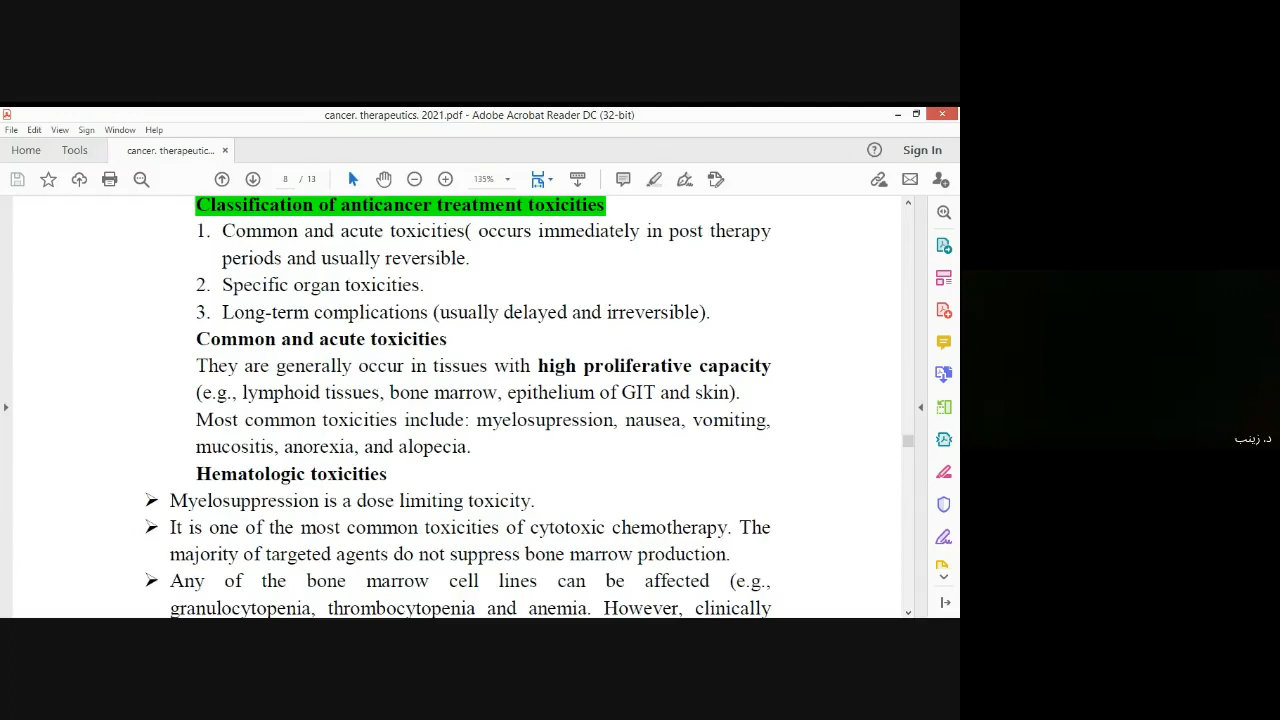 cancer. therapeutics. 2021.pdf - Adobe Acrobat Reader DC (32-bit)
File Edit View Sign Window Help
Home Tools cancer. therapeutic... × Sign In
8 / 13 135%
Classification of anticancer treatment toxicities
1. Common and acute toxicities( occurs immediately in post therapy
periods and usually reversible.
2. Specific organ toxicities.
3. Long-term complications (usually delayed and irreversible).
Common and acute toxicities
They are generally occur in tissues with high proliferative capacity
(e.g., lymphoid tissues, bone marrow, epithelium of GIT and skin).
Most common toxicities include: myelosupression, nausea, vomiting,
mucositis, anorexia, and alopecia.
Hematologic toxicities
➢ Myelosuppression is a dose limiting toxicity.
➢ It is one of the most common toxicities of cytotoxic chemotherapy. The
majority of targeted agents do not suppress bone marrow production.
➢ Any of the bone marrow cell lines can be affected (e.g.,
granulocytopenia, thrombocytopenia and anemia. However, clinically
د. زينب